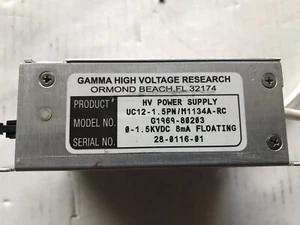 GAMMA HIGH VOLTAGE RESEARCH
ORMOND BEACH,FL 32174
PRODUCT HV POWER SUPPLY
UC12-1.5PN/M1134A-RC
MODEL NO. G1969-80203
0-1.5KVDC 8mA FLOATING
SERIAL NO. 28-0116-01